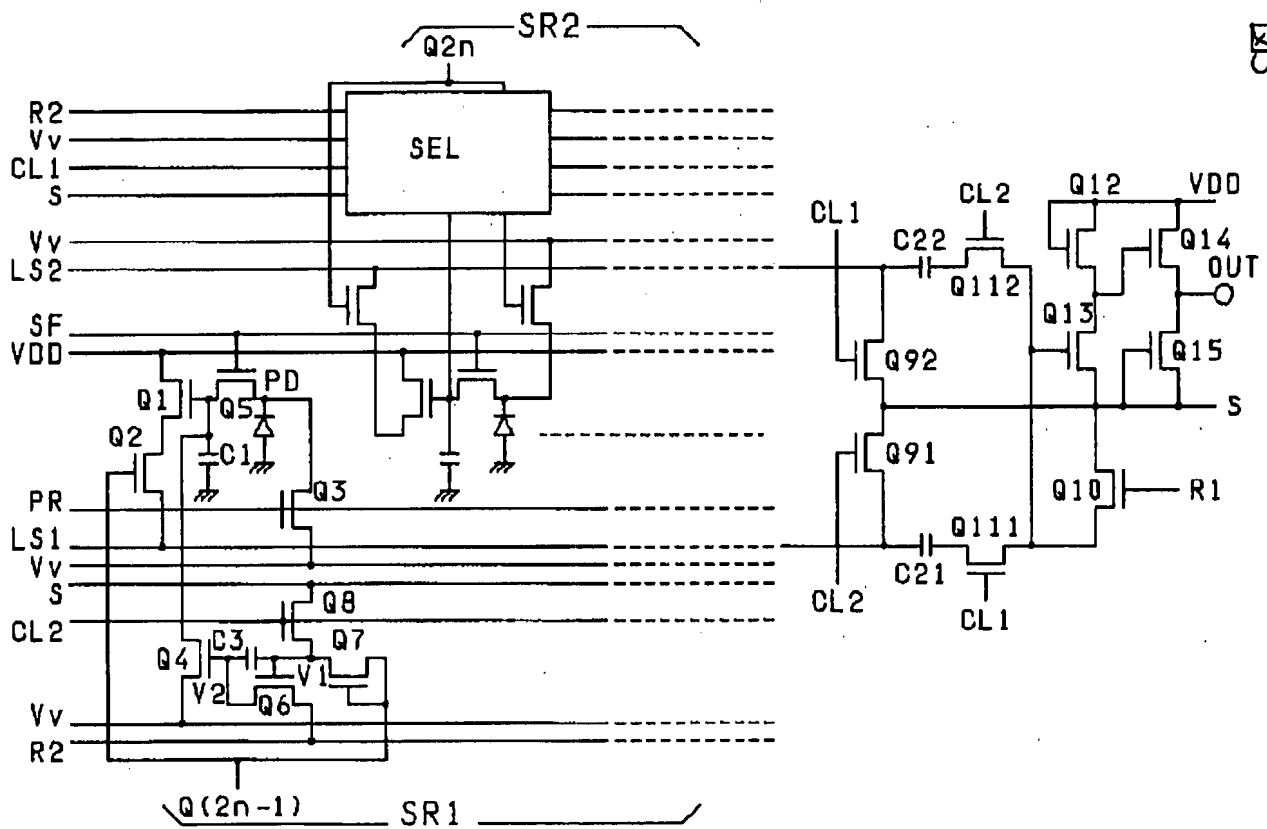 SR2
Q2n
R2
Vv
CL1
S
SEL
Vv
LS2
SF
VDD
Q1
Q5
PD
Q2
C1
Q3
PR
LS1
Vv
S
CL2
Q8
Q7
C3
Q4
V2
V1
Q6
Vv
R2
Q(2n-1)
SR1
CL1
C22
CL2
Q112
Q12
VDD
Q14
OUT
Q13
Q15
Q92
S
Q91
Q10
R1
Q111
C21
CL2
CL1